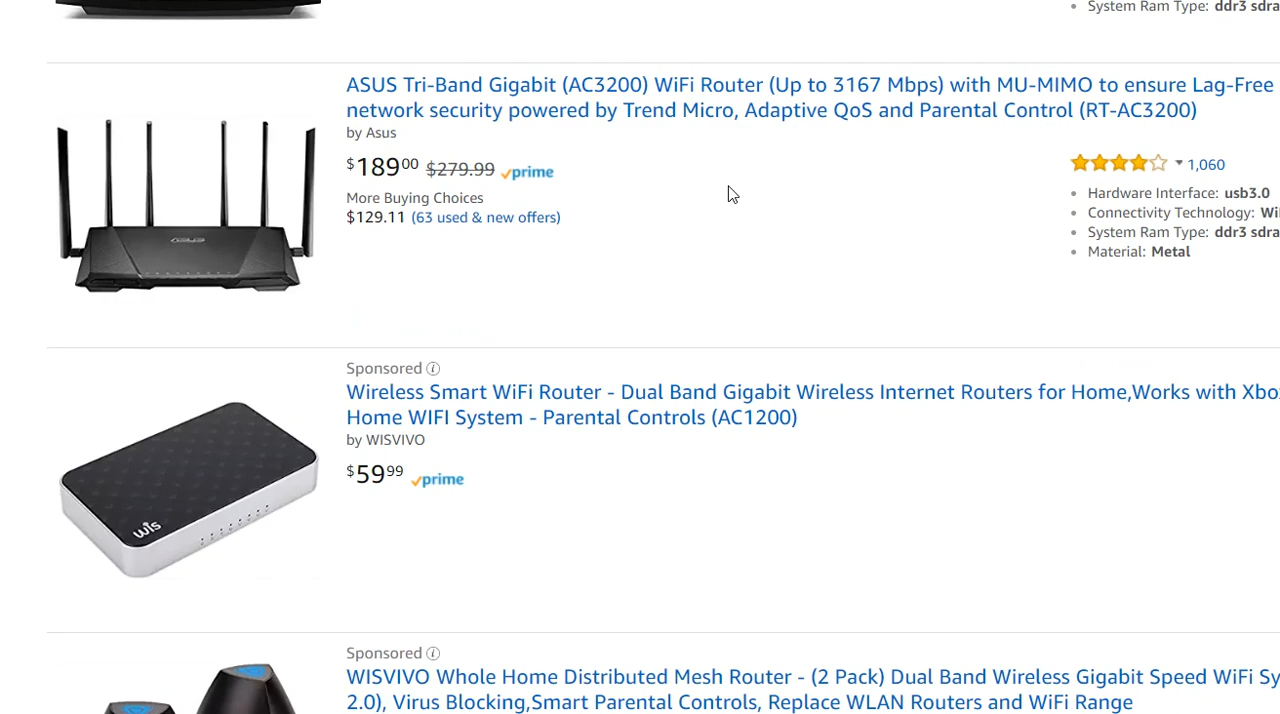 System Ram Type: ddr3 sdra
ASUS Tri-Band Gigabit (AC3200) WiFi Router (Up to 3167 Mbps) with MU-MIMO to ensure Lag-Free
network security powered by Trend Micro, Adaptive QoS and Parental Control (RT-AC3200)
by Asus
$189 00 $279.99 prime
More Buying Choices
$129.11 (63 used & new offers)
1,060
Hardware Interface: usb3.0
Connectivity Technology: Wi
System Ram Type: ddr3 sdra
Material: Metal
Sponsored
Wireless Smart WiFi Router - Dual Band Gigabit Wireless Internet Routers for Home,Works with Xbo
Home WIFI System - Parental Controls (AC1200)
by WISVIVO
$59 99 prime
wis
Sponsored
WISVIVO Whole Home Distributed Mesh Router - (2 Pack) Dual Band Wireless Gigabit Speed WiFi Sy
2.0), Virus Blocking,Smart Parental Controls, Replace WLAN Routers and WiFi Range